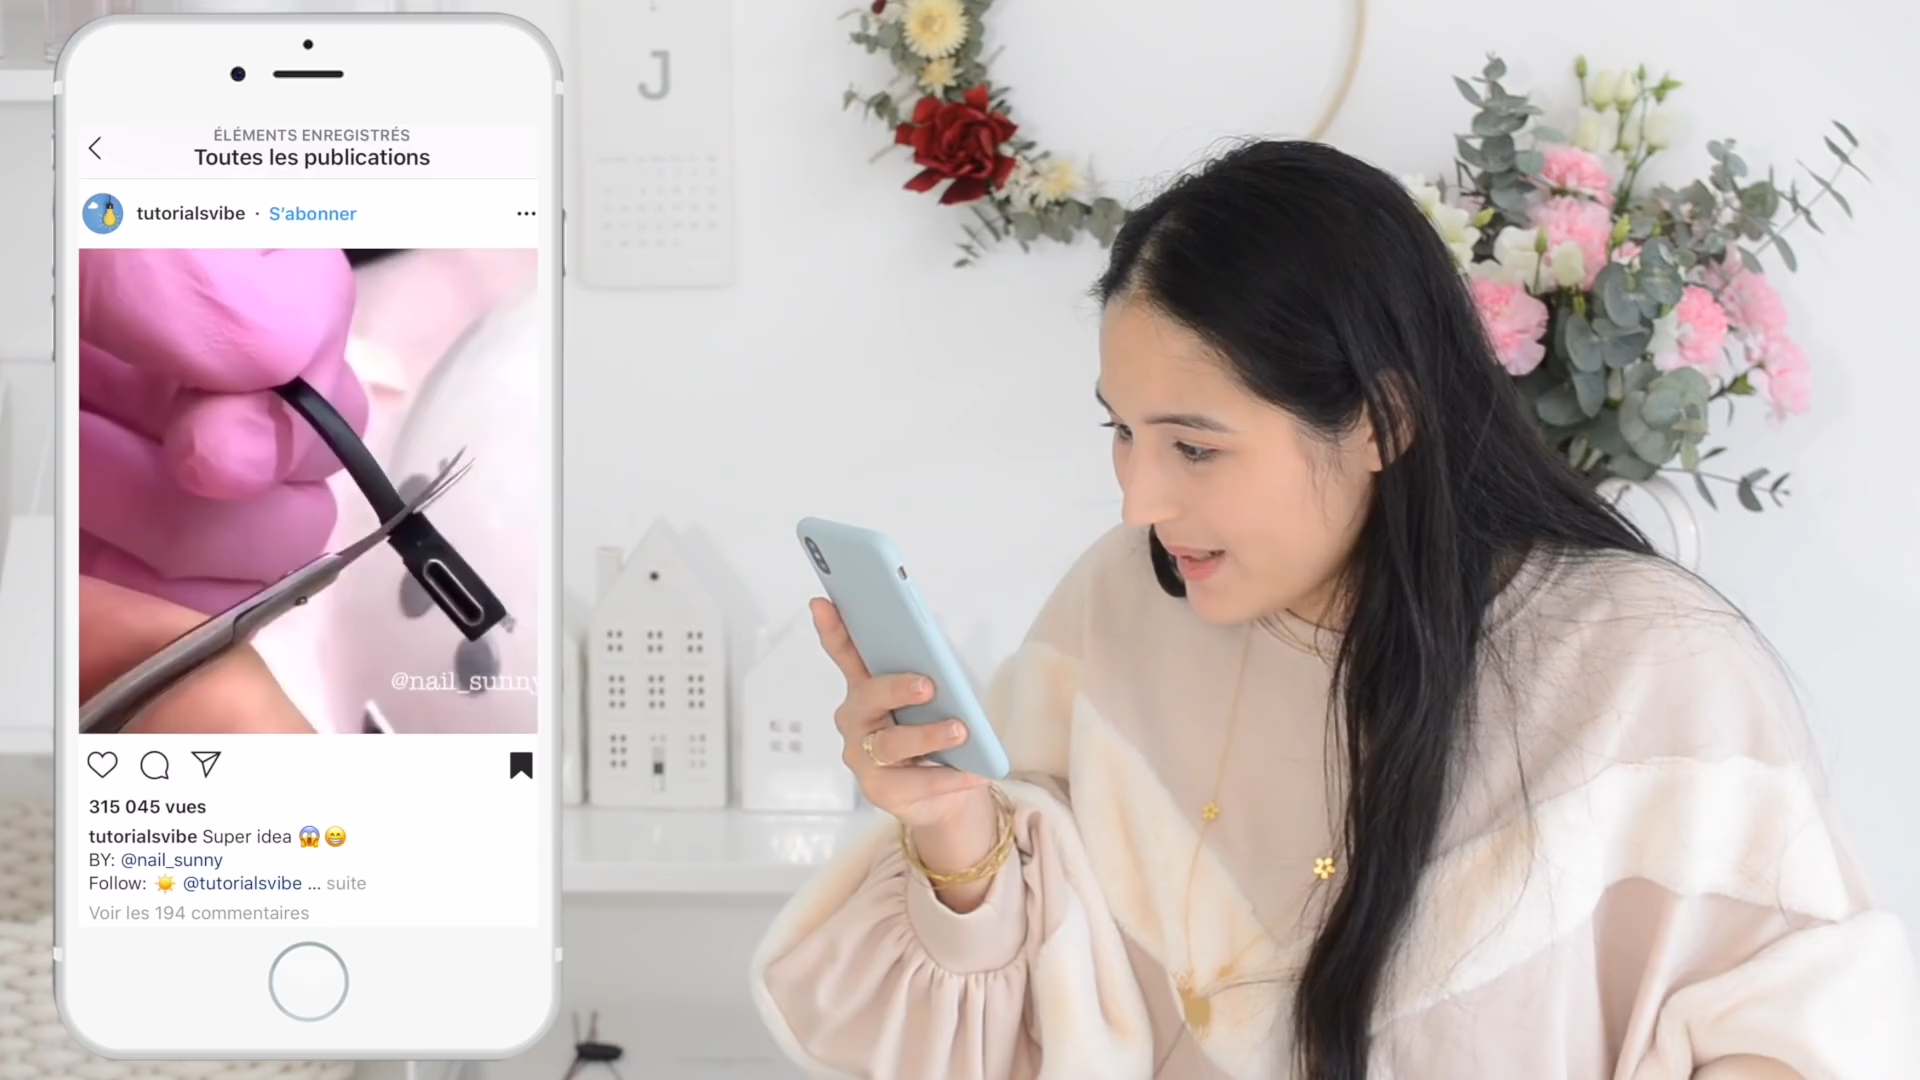 J
ÉLÉMENTS ENREGISTRÉS
Toutes les publications
tutorialsvibe · S'abonner
@nail_sunny
315 045 vues
tutorialsvibe Super idea 😱😁
BY: @nail_sunny
Follow: ☀️ @tutorialsvibe ... suite
Voir les 194 commentaires